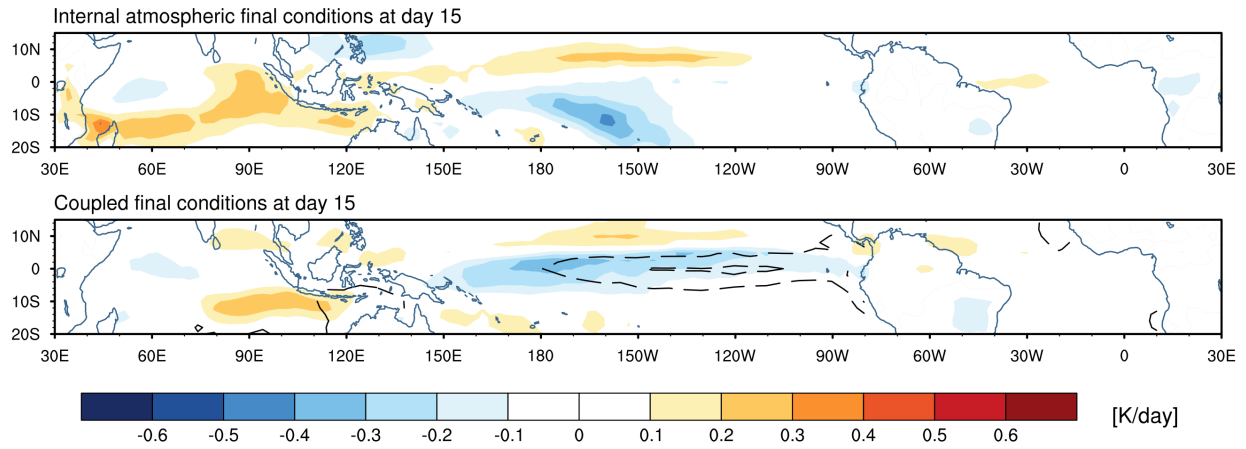 Internal atmospheric final conditions at day 15
10N
0
10S
20S
30E 60E 90E 120E 150E 180 150W 120W 90W 60W 30W 0 30E
Coupled final conditions at day 15
10N
0
10S
20S
30E 60E 90E 120E 150E 180 150W 120W 90W 60W 30W 0 30E
[K/day]
-0.6 -0.5 -0.4 -0.3 -0.2 -0.1 0 0.1 0.2 0.3 0.4 0.5 0.6